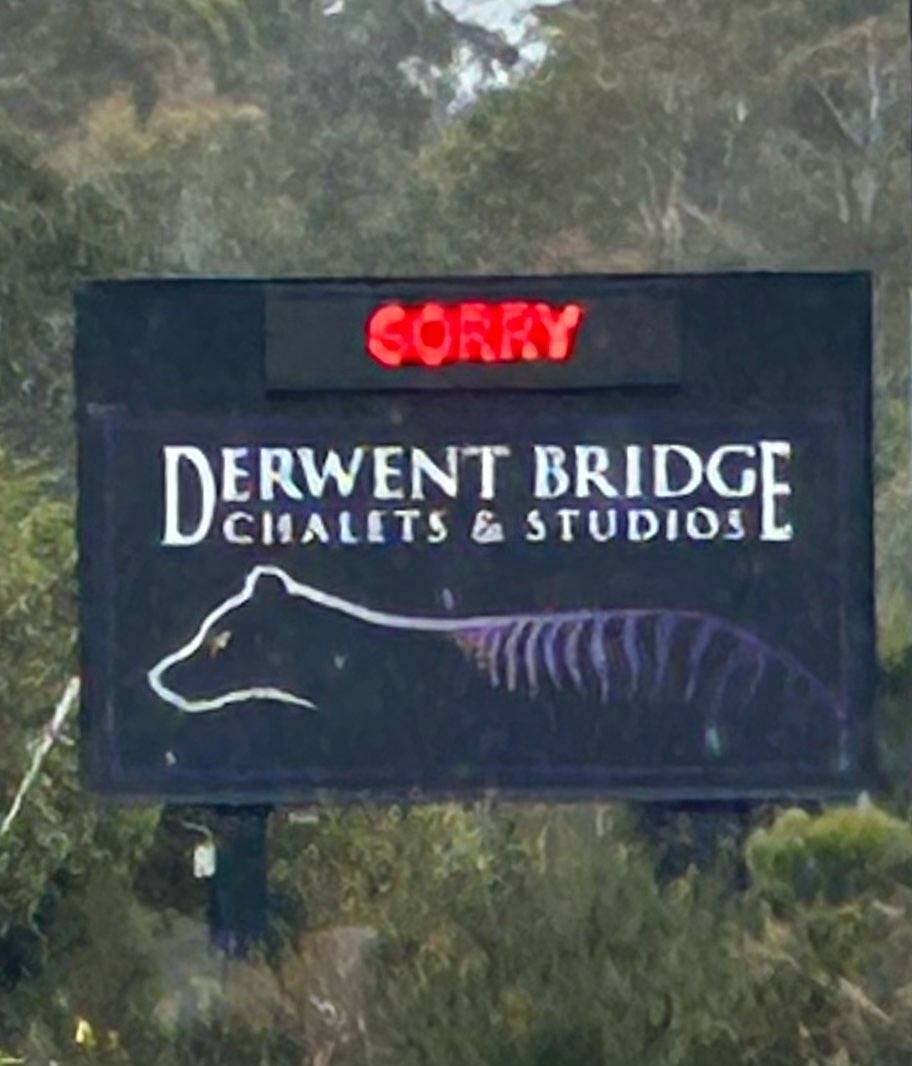 SORRY
DERWENT BRIDGE
CHALETS & STUDIOS